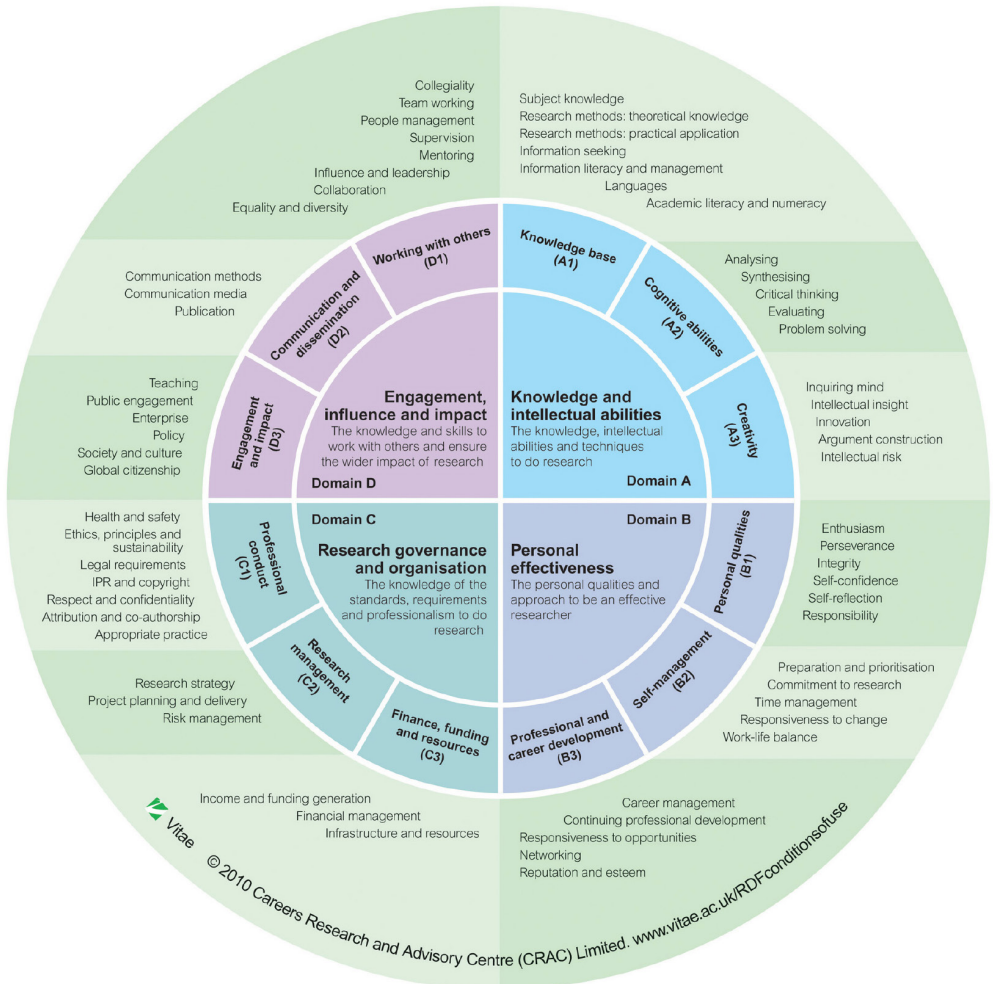 Collegiality
Team working
People management
Supervision
Mentoring
Influence and leadership
Collaboration
Equality and diversity
Subject knowledge
Research methods: theoretical knowledge
Research methods: practical application
Information seeking
Information literacy and management
Languages
Academic literacy and numeracy
Working with others
(D1)
Knowledge base
(A1)
Communication methods
Communication media
Publication
Communication and
dissemination
(D2)
Cognitive abilities
(A2)
Analysing
Synthesising
Critical thinking
Evaluating
Problem solving
Teaching
Public engagement
Enterprise
Policy
Society and culture
Global citizenship
Engagement
and impact
(D3)
Engagement,
influence and impact
The knowledge and skills to
work with others and ensure
the wider impact of research
Domain D
Knowledge and
intellectual abilities
The knowledge, intellectual
abilities and techniques
to do research
Domain A
Creativity
(A3)
Inquiring mind
Intellectual insight
Innovation
Argument construction
Intellectual risk
Health and safety
Ethics, principles and
sustainability
Legal requirements
IPR and copyright
Respect and confidentiality
Attribution and co-authorship
Appropriate practice
Professional
conduct
(C1)
Domain C
Research governance
and organisation
The knowledge of the
standards, requirements
and professionalism to do
research
Domain B
Personal
effectiveness
The personal qualities and
approach to be an effective
researcher
Personal qualities
(B1)
Enthusiasm
Perseverance
Integrity
Self-confidence
Self-reflection
Responsibility
Research strategy
Project planning and delivery
Risk management
Research
management
(C2)
Self-management
(B2)
Preparation and prioritisation
Commitment to research
Time management
Responsiveness to change
Work-life balance
Finance, funding
and resources
(C3)
Professional and
career development
(B3)
Income and funding generation
Financial management
Infrastructure and resources
Career management
Continuing professional development
Responsiveness to opportunities
Networking
Reputation and esteem
Vitae © 2010 Careers Research and Advisory Centre (CRAC) Limited. www.vitae.ac.uk/RDFconditionsofuse